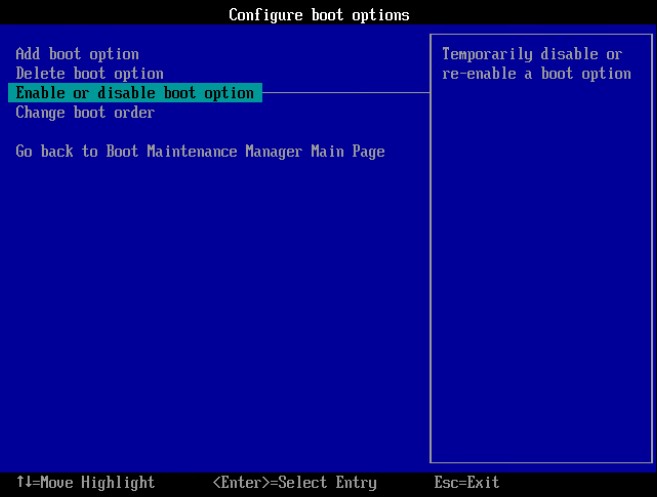 Configure boot options
Add boot option
Delete boot option
Enable or disable boot option
Change boot order
Go back to Boot Maintenance Manager Main Page
Temporarily disable or
re-enable a boot option
↑↓=Move Highlight <Enter>=Select Entry Esc=Exit